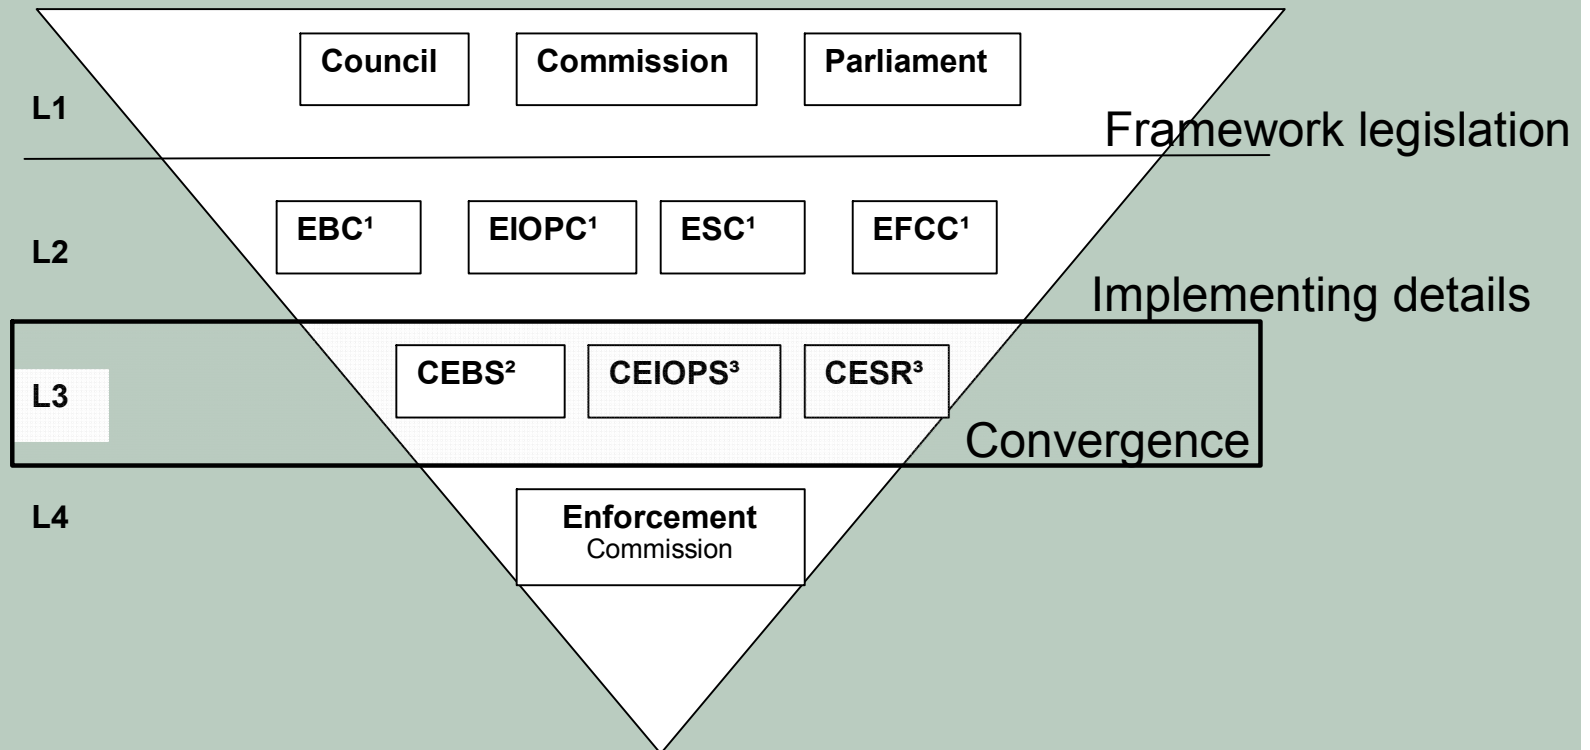 Council
Commission
Parliament
L1
Framework legislation
EBC¹
EIOPC¹
ESC¹
EFCC¹
L2
Implementing details
CEBS²
CEIOPS³
CESR³
L3
Convergence
L4
Enforcement
Commission